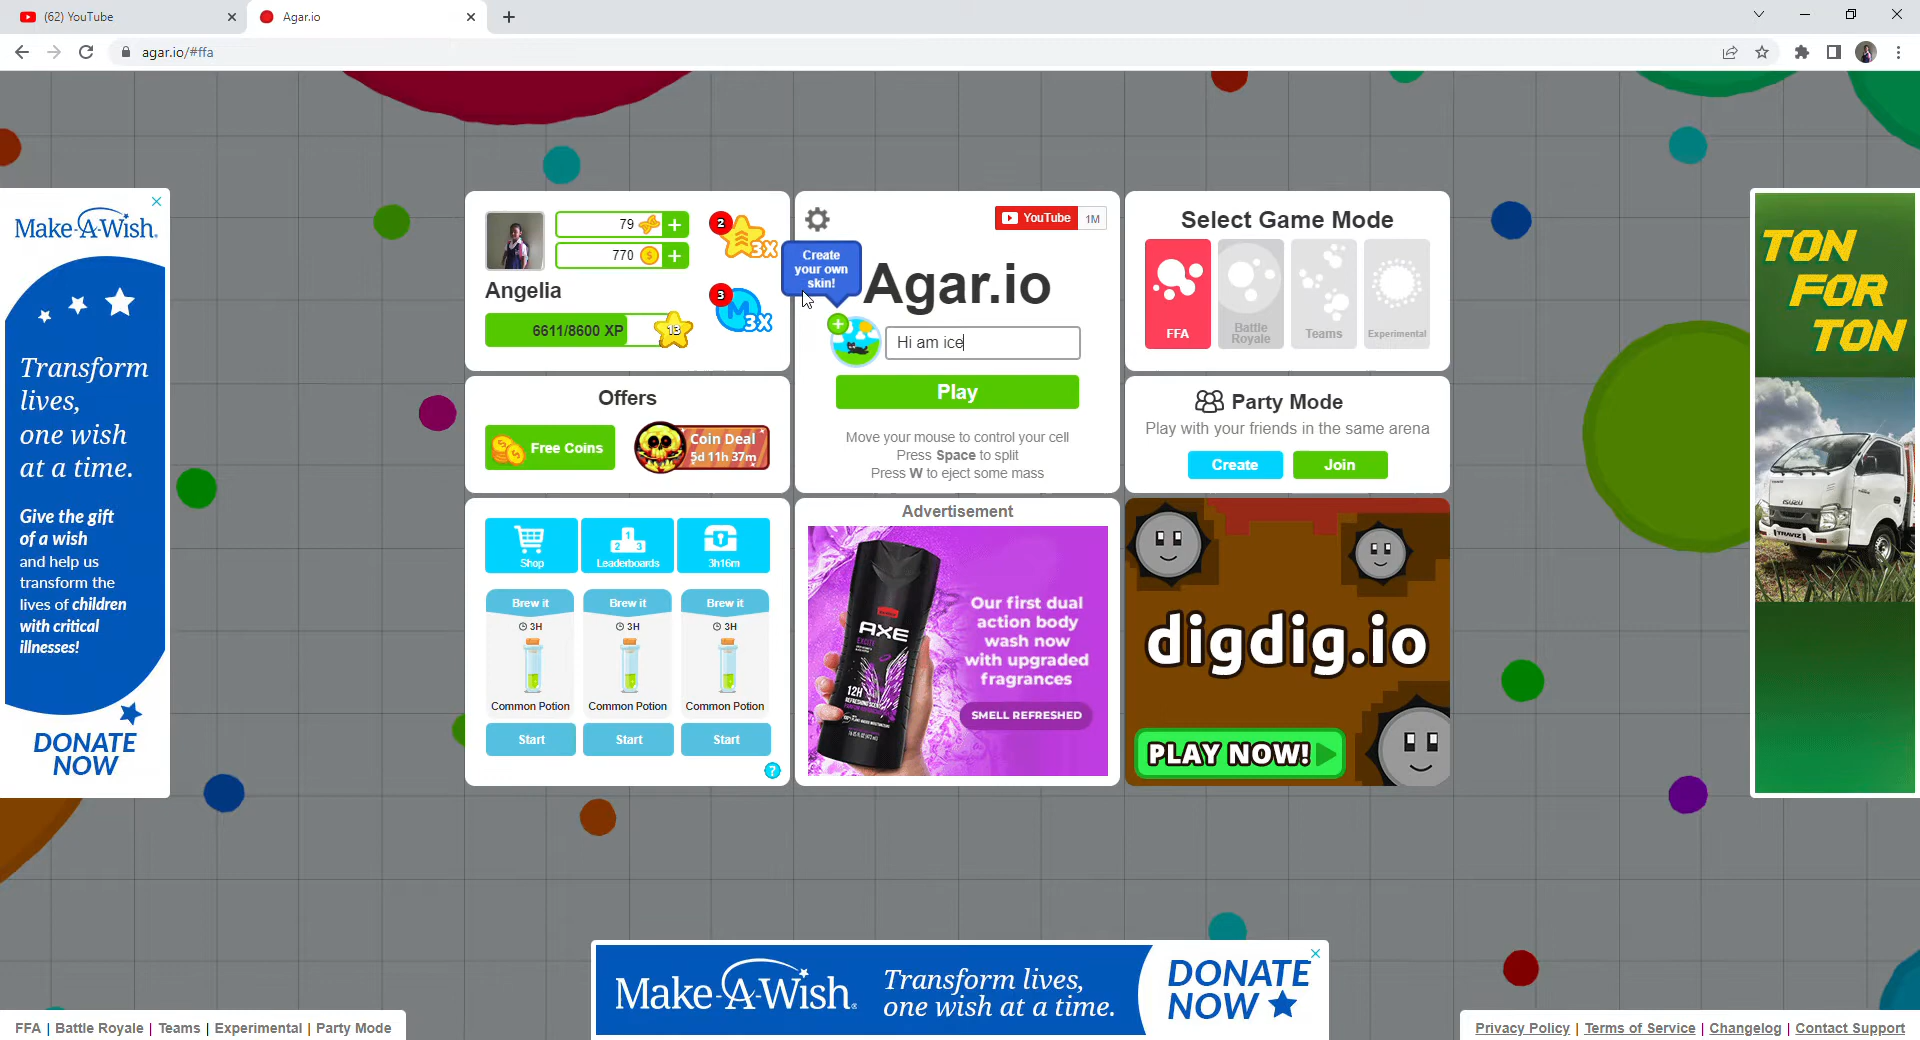 (62) YouTube
Agar.io
agar.io/#ffa
Make-A-Wish.
Transform
lives,
one wish
at a time.
Give the gift
of a wish
and help us
transform the
lives of children
with critical
illnesses!
DONATE
NOW
79
770
2
3X
3
M
3X
Angelia
6611/8600 XP
13
Offers
Free Coins
Coin Deal
5d 11h 37m
Shop
1
2
3
Leaderboards
3h16m
Brew it
Brew it
Brew it
3H
3H
3H
Common Potion
Common Potion
Common Potion
Start
Start
Start
?
YouTube
1M
Create
your own
skin!
Agar.io
Hi am ice
Play
Move your mouse to control your cell
Press Space to split
Press W to eject some mass
Advertisement
AXE
12H
Our first dual
action body
wash now
with upgraded
fragrances
SMELL REFRESHED
Select Game Mode
FFA
Battle
Royale
Teams
Experimental
Party Mode
Play with your friends in the same arena
Create
Join
digdig.io
PLAY NOW!
TON
FOR
TON
ISUZU
TRAVIZ
Make-A-Wish.
Transform lives,
one wish at a time.
DONATE
NOW
FFA | Battle Royale | Teams | Experimental | Party Mode
Privacy Policy | Terms of Service | Changelog | Contact Support